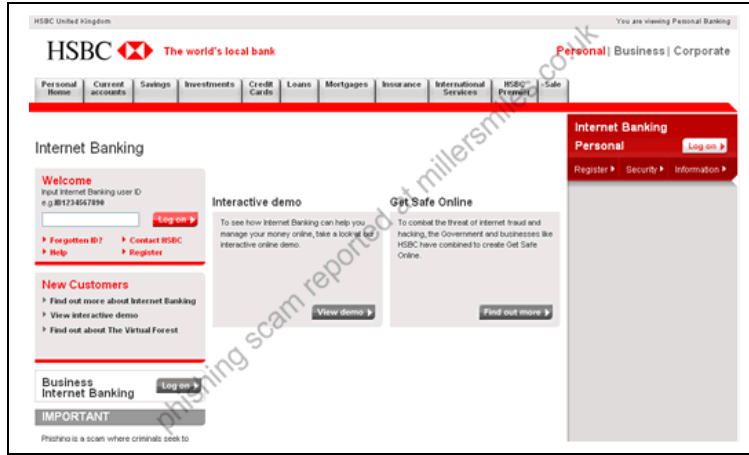 HSBC United Kingdom
You are viewing Personal Banking
HSBC The world's local bank
Personal | Business | Corporate
Personal Home
Current accounts
Savings
Investments
Credit Cards
Loans
Mortgages
Insurance
International Services
HSBC Premier
Sale
Internet Banking
Personal
Log on
Register
Security
Information
Internet Banking
Welcome
Input Internet Banking user ID
e.g.IB1234567890
Log on
Forgotten ID?
Contact HSBC
Help
Register
Interactive demo
To see how Internet Banking can help you
manage your money online, take a look at our
interactive online demo.
View demo
Get Safe Online
To combat the threat of internet fraud and
hacking, the Government and businesses like
HSBC have combined to create Get Safe
Online.
Find out more
New Customers
Find out more about Internet Banking
View interactive demo
Find out about The Virtual Forest
Business
Internet Banking
Log on
IMPORTANT
Phishing is a scam where criminals seek to
phishing scam reported at millersmiles.co.uk